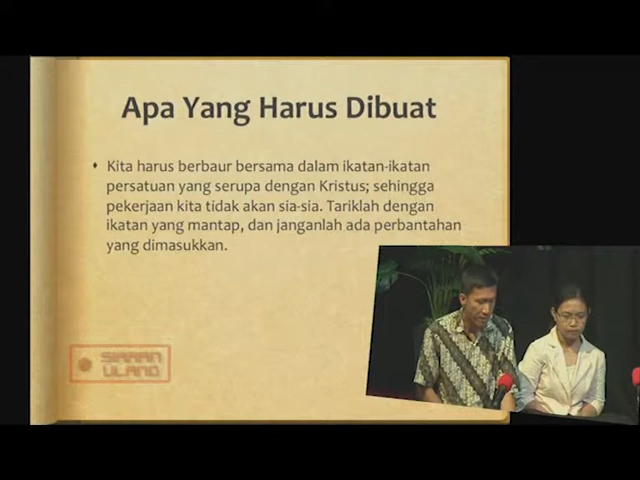 Apa Yang Harus Dibuat
• Kita harus berbaur bersama dalam ikatan-ikatan
persatuan yang serupa dengan Kristus; sehingga
pekerjaan kita tidak akan sia-sia. Tariklah dengan
ikatan yang mantap, dan janganlah ada perbantahan
yang dimasukkan.
SIARAN
ULANG